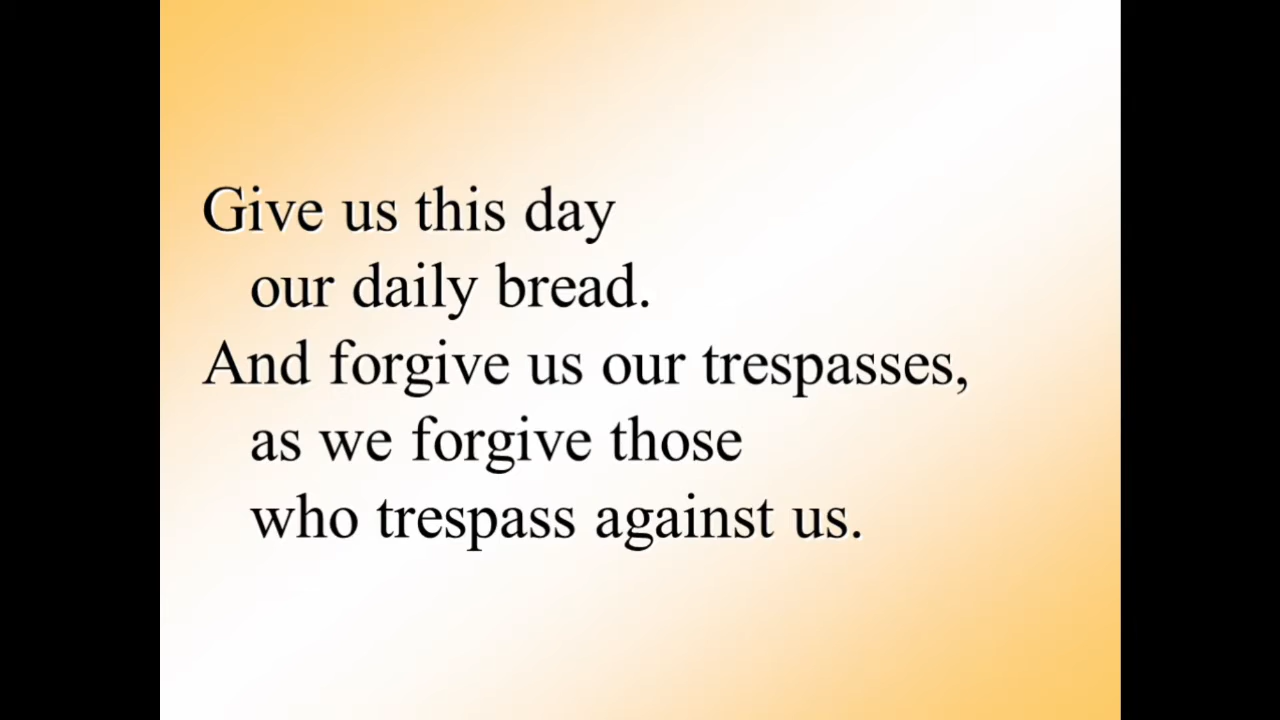 Give us this day
our daily bread.
And forgive us our trespasses,
as we forgive those
who trespass against us.